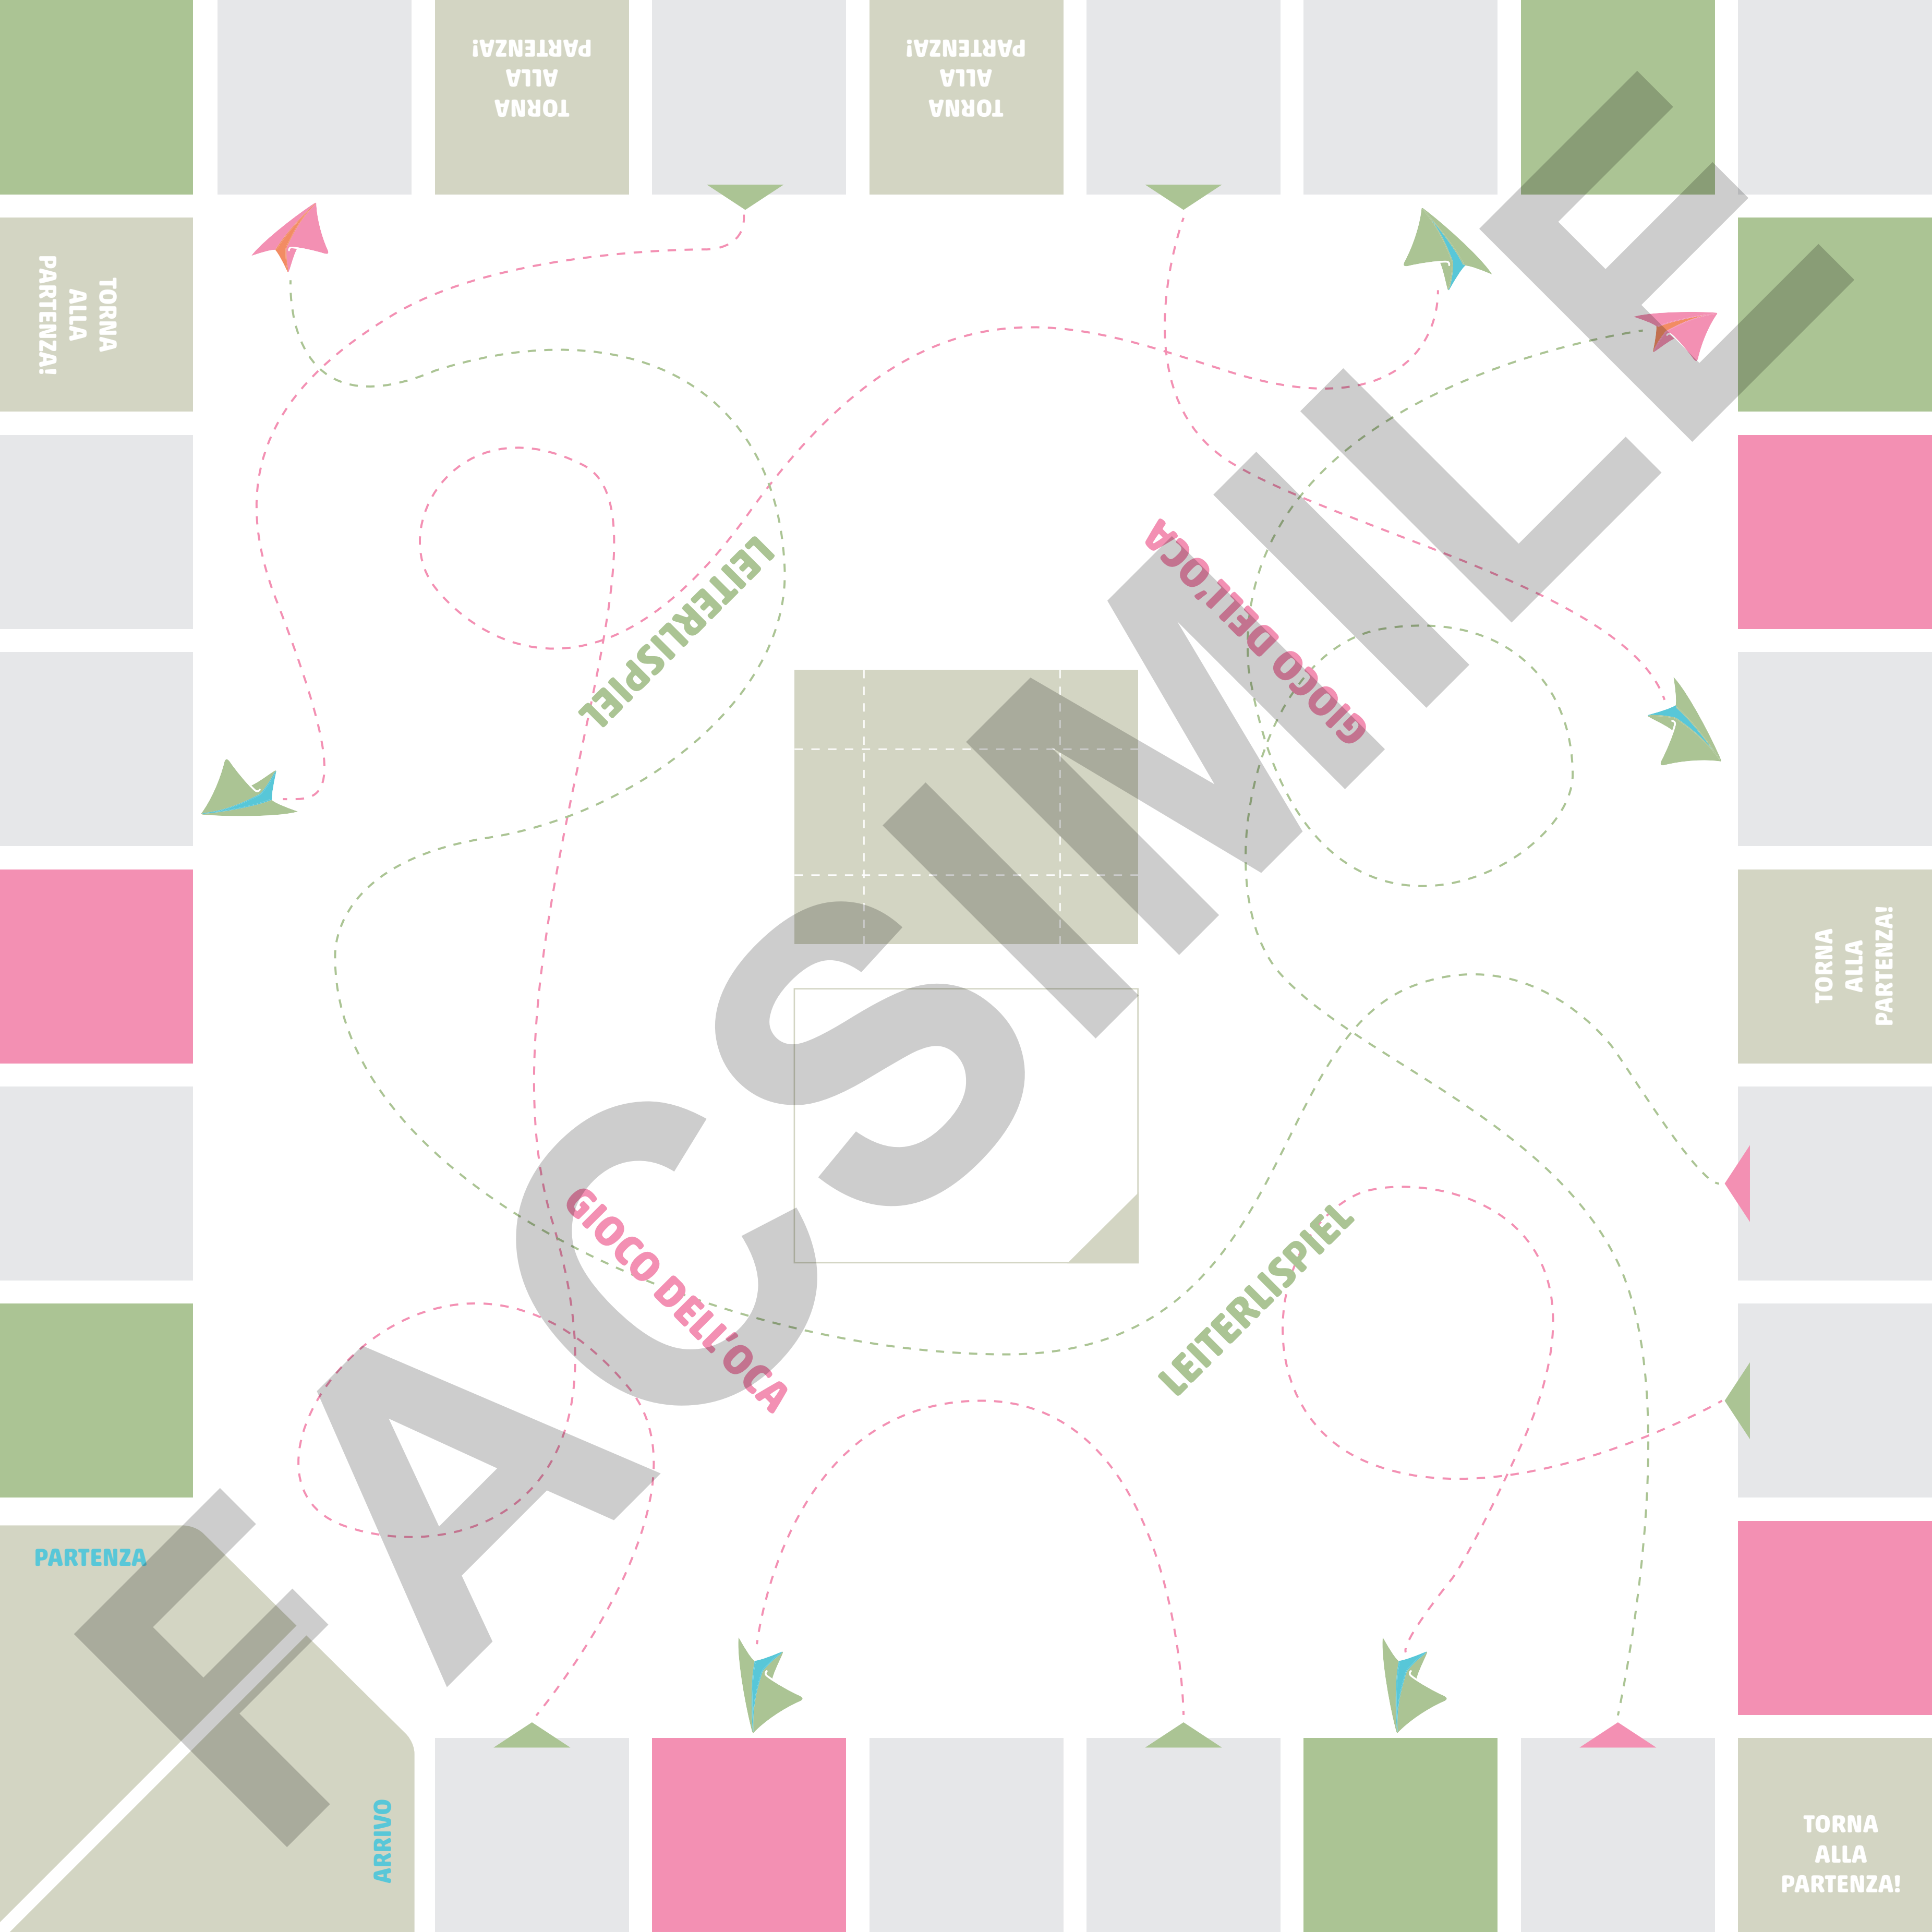 TORNA
ALLA
PARTENZA!
TORNA
ALLA
PARTENZA!
TORNA
ALLA
PARTENZA!
LEITERLISPIEL
GIOCO DELL'OCA
FACSIMILE
TORNA
ALLA
PARTENZA!
GIOCO DELL'OCA
LEITERLISPIEL
PARTENZA
ARRIVO
TORNA
ALLA
PARTENZA!